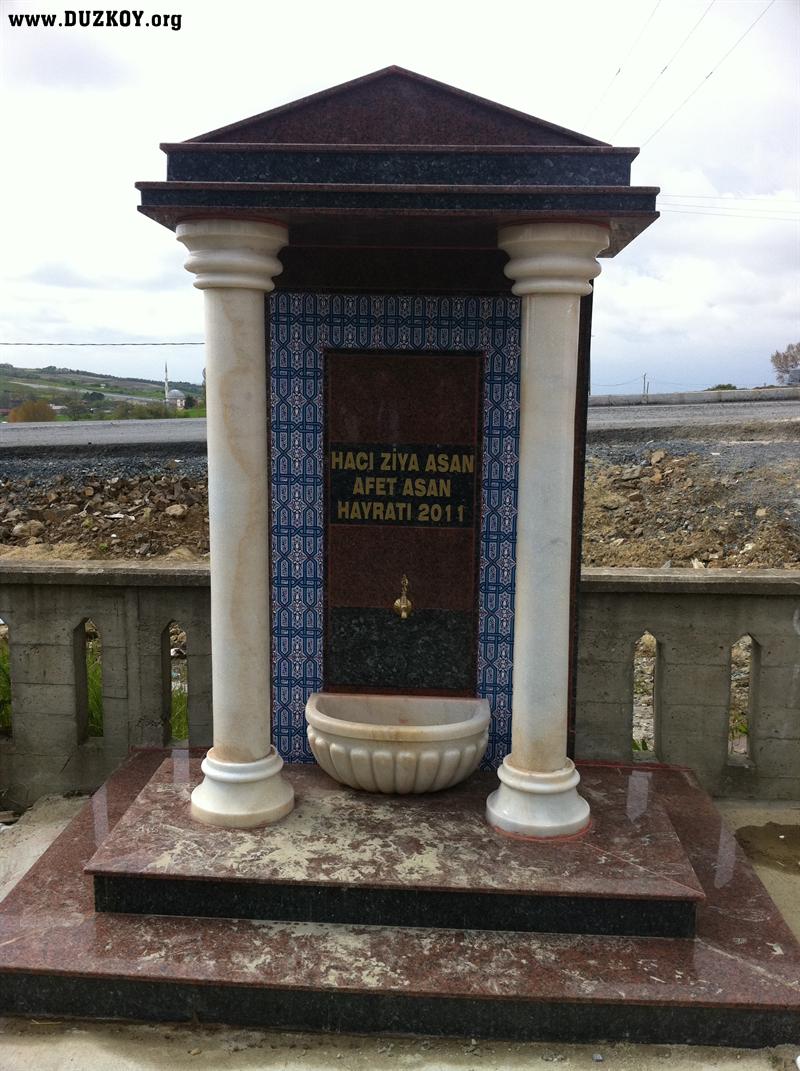 www.DUZKOY.org
HACI ZİYA ASAN
AFET ASAN
HAYRATI 2011